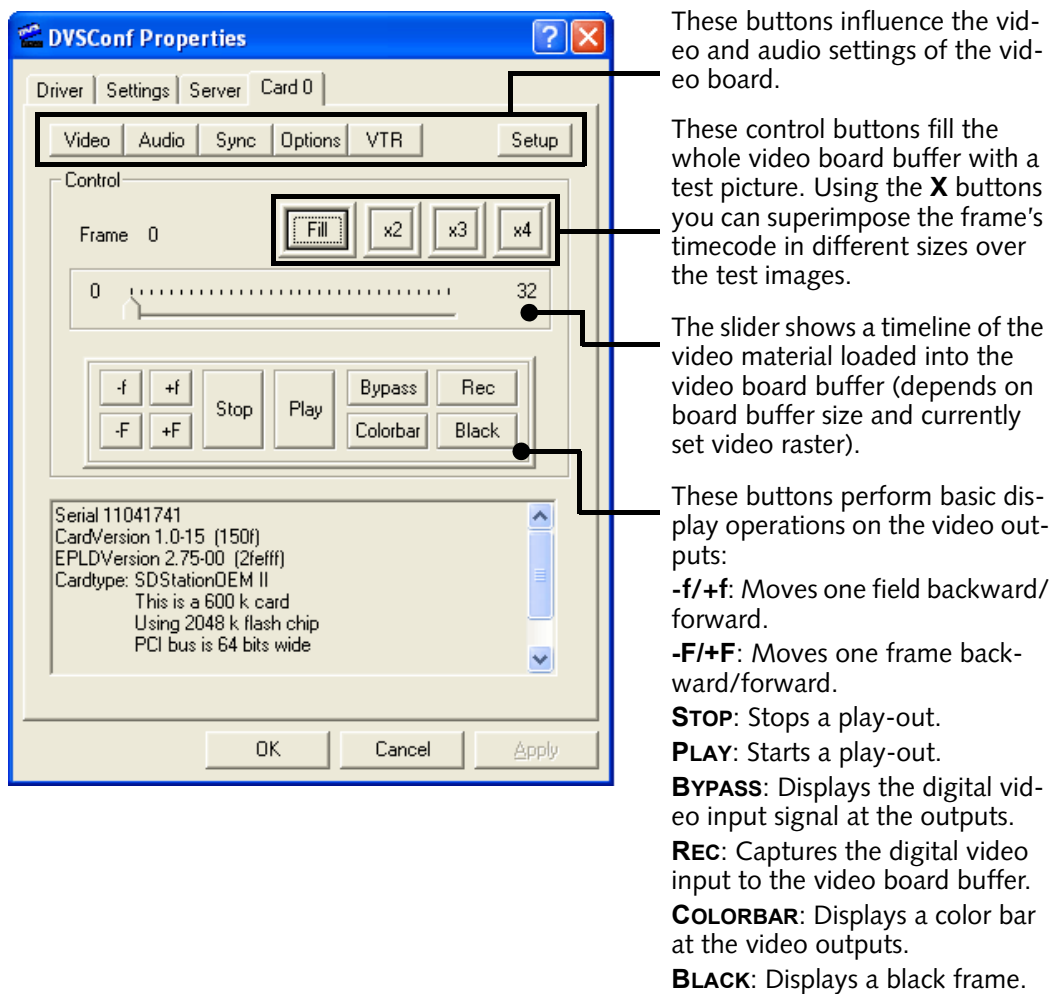 DVSConf Properties
Driver Settings Server Card 0
Video Audio Sync Options VTR Setup
Control
Frame 0 Fill x2 x3 x4
0 32
-f +f Stop Play Bypass Rec
-F +F Colorbar Black
Serial 11041741
CardVersion 1.0-15 (150f)
EPLDVersion 2.75-00 (2fefff)
Cardtype: SDStationOEM II
This is a 600 k card
Using 2048 k flash chip
PCI bus is 64 bits wide
OK Cancel Apply
These buttons influence the vid-
eo and audio settings of the vid-
eo board.
These control buttons fill the
whole video board buffer with a
test picture. Using the X buttons
you can superimpose the frame's
timecode in different sizes over
the test images.
The slider shows a timeline of the
video material loaded into the
video board buffer (depends on
board buffer size and currently
set video raster).
These buttons perform basic dis-
play operations on the video out-
puts:
-f/+f: Moves one field backward/
forward.
-F/+F: Moves one frame back-
ward/forward.
STOP: Stops a play-out.
PLAY: Starts a play-out.
BYPASS: Displays the digital vid-
eo input signal at the outputs.
REC: Captures the digital video
input to the video board buffer.
COLORBAR: Displays a color bar
at the video outputs.
BLACK: Displays a black frame.